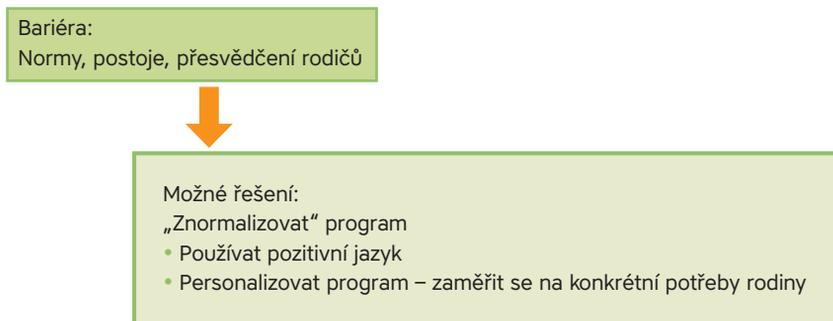 Bariéra:
Normy, postoje, přesvědčení rodičů
Možné řešení:
„Znormalizovat“ program
• Používat pozitivní jazyk
• Personalizovat program – zaměřit se na konkrétní potřeby rodiny